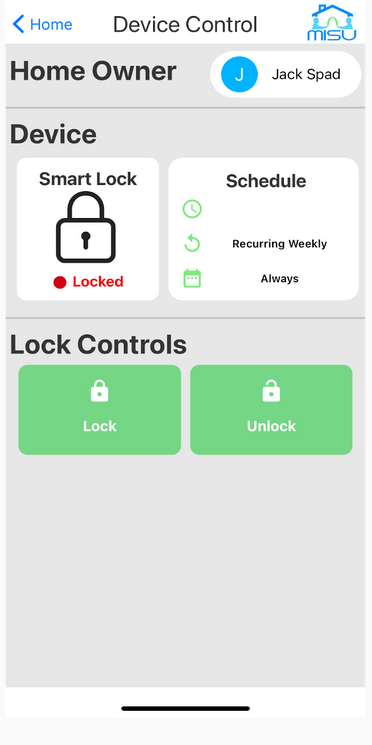 Home
Device Control
MiSU
Home Owner
J
Jack Spad
Device
Smart Lock
Locked
Schedule
Recurring Weekly
Always
Lock Controls
Lock
Unlock